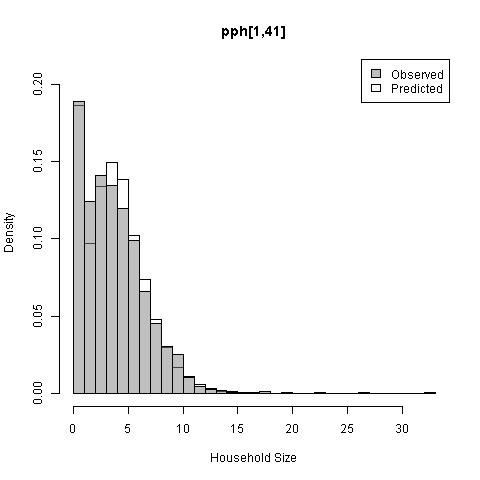 pph[1,41]
Observed
Predicted
0.20
0.15
0.10
0.05
0.00
Density
0 5 10 15 20 25 30
Household Size